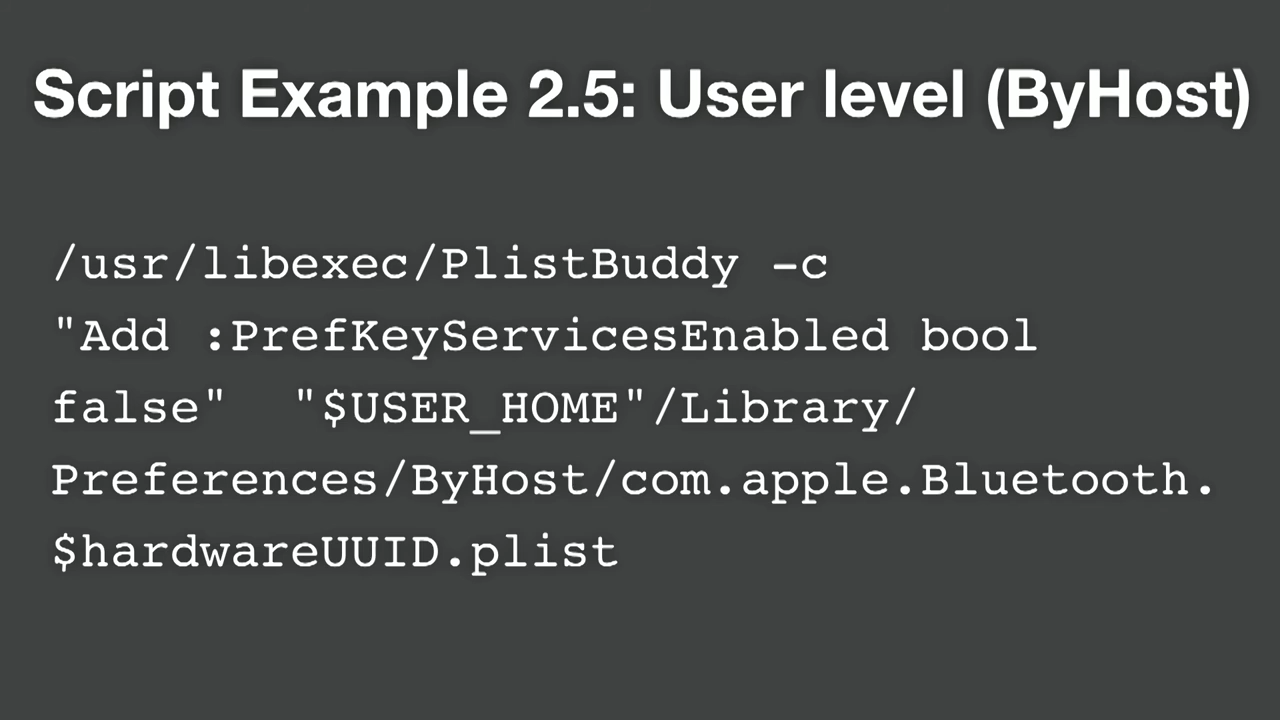 Script Example 2.5: User level (ByHost)
/usr/libexec/PlistBuddy -c
"Add :PrefKeyServicesEnabled bool
false"  "$USER_HOME"/Library/
Preferences/ByHost/com.apple.Bluetooth.
$hardwareUUID.plist